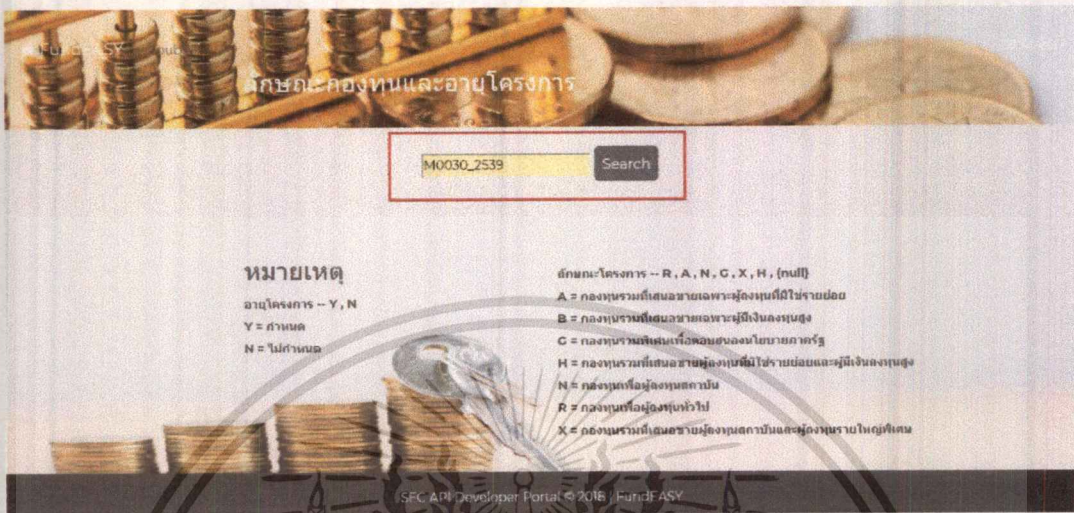 FundEASY
ลักษณะกองทุนและอายุโครงการ
M0030_2539 Search
หมายเหตุ
อายุโครงการ -- Y , N
Y = กำหนด
N = ไม่กำหนด
ลักษณะโครงการ -- R , A , N , G , X , H , {null}
A = กองทุนรวมที่เสนอขายเฉพาะผู้ลงทุนที่มิใช่รายย่อย
B = กองทุนรวมที่เสนอขายเฉพาะผู้มีเงินลงทุนสูง
G = กองทุนรวมพิเศษเพื่อตอบสนองนโยบายภาครัฐ
H = กองทุนรวมที่เสนอขายผู้ลงทุนที่มิใช่รายย่อยและผู้มีเงินลงทุนสูง
N = กองทุนเพื่อผู้ลงทุนสถาบัน
R = กองทุนเพื่อผู้ลงทุนทั่วไป
X = กองทุนรวมที่เสนอขายผู้ลงทุนสถาบันและผู้ลงทุนรายใหญ่พิเศษ
SEC API Developer Portal © 2018 | FundEASY